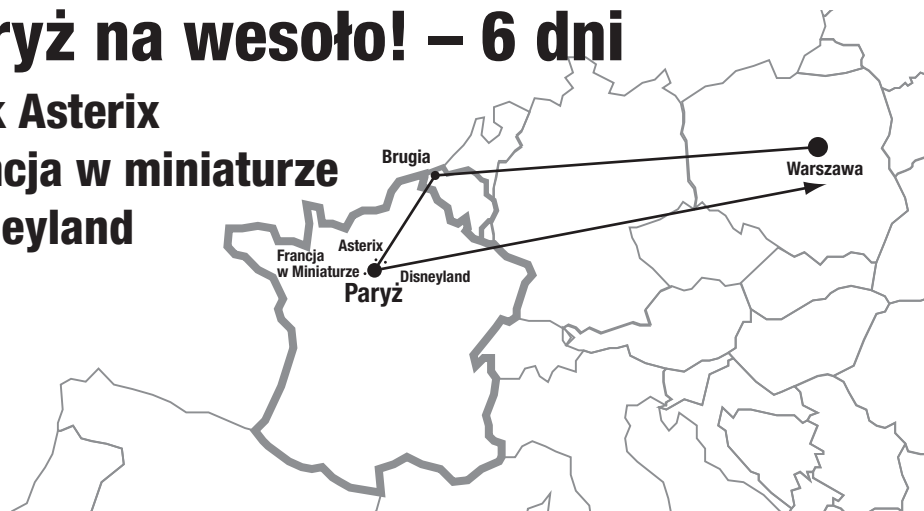 ryż na wesoło! – 6 dni
k Asterix
ncja w miniaturze
eyland
Brugia
Warszawa
Asterix
Francja
w Miniaturze
Disneyland
Paryż